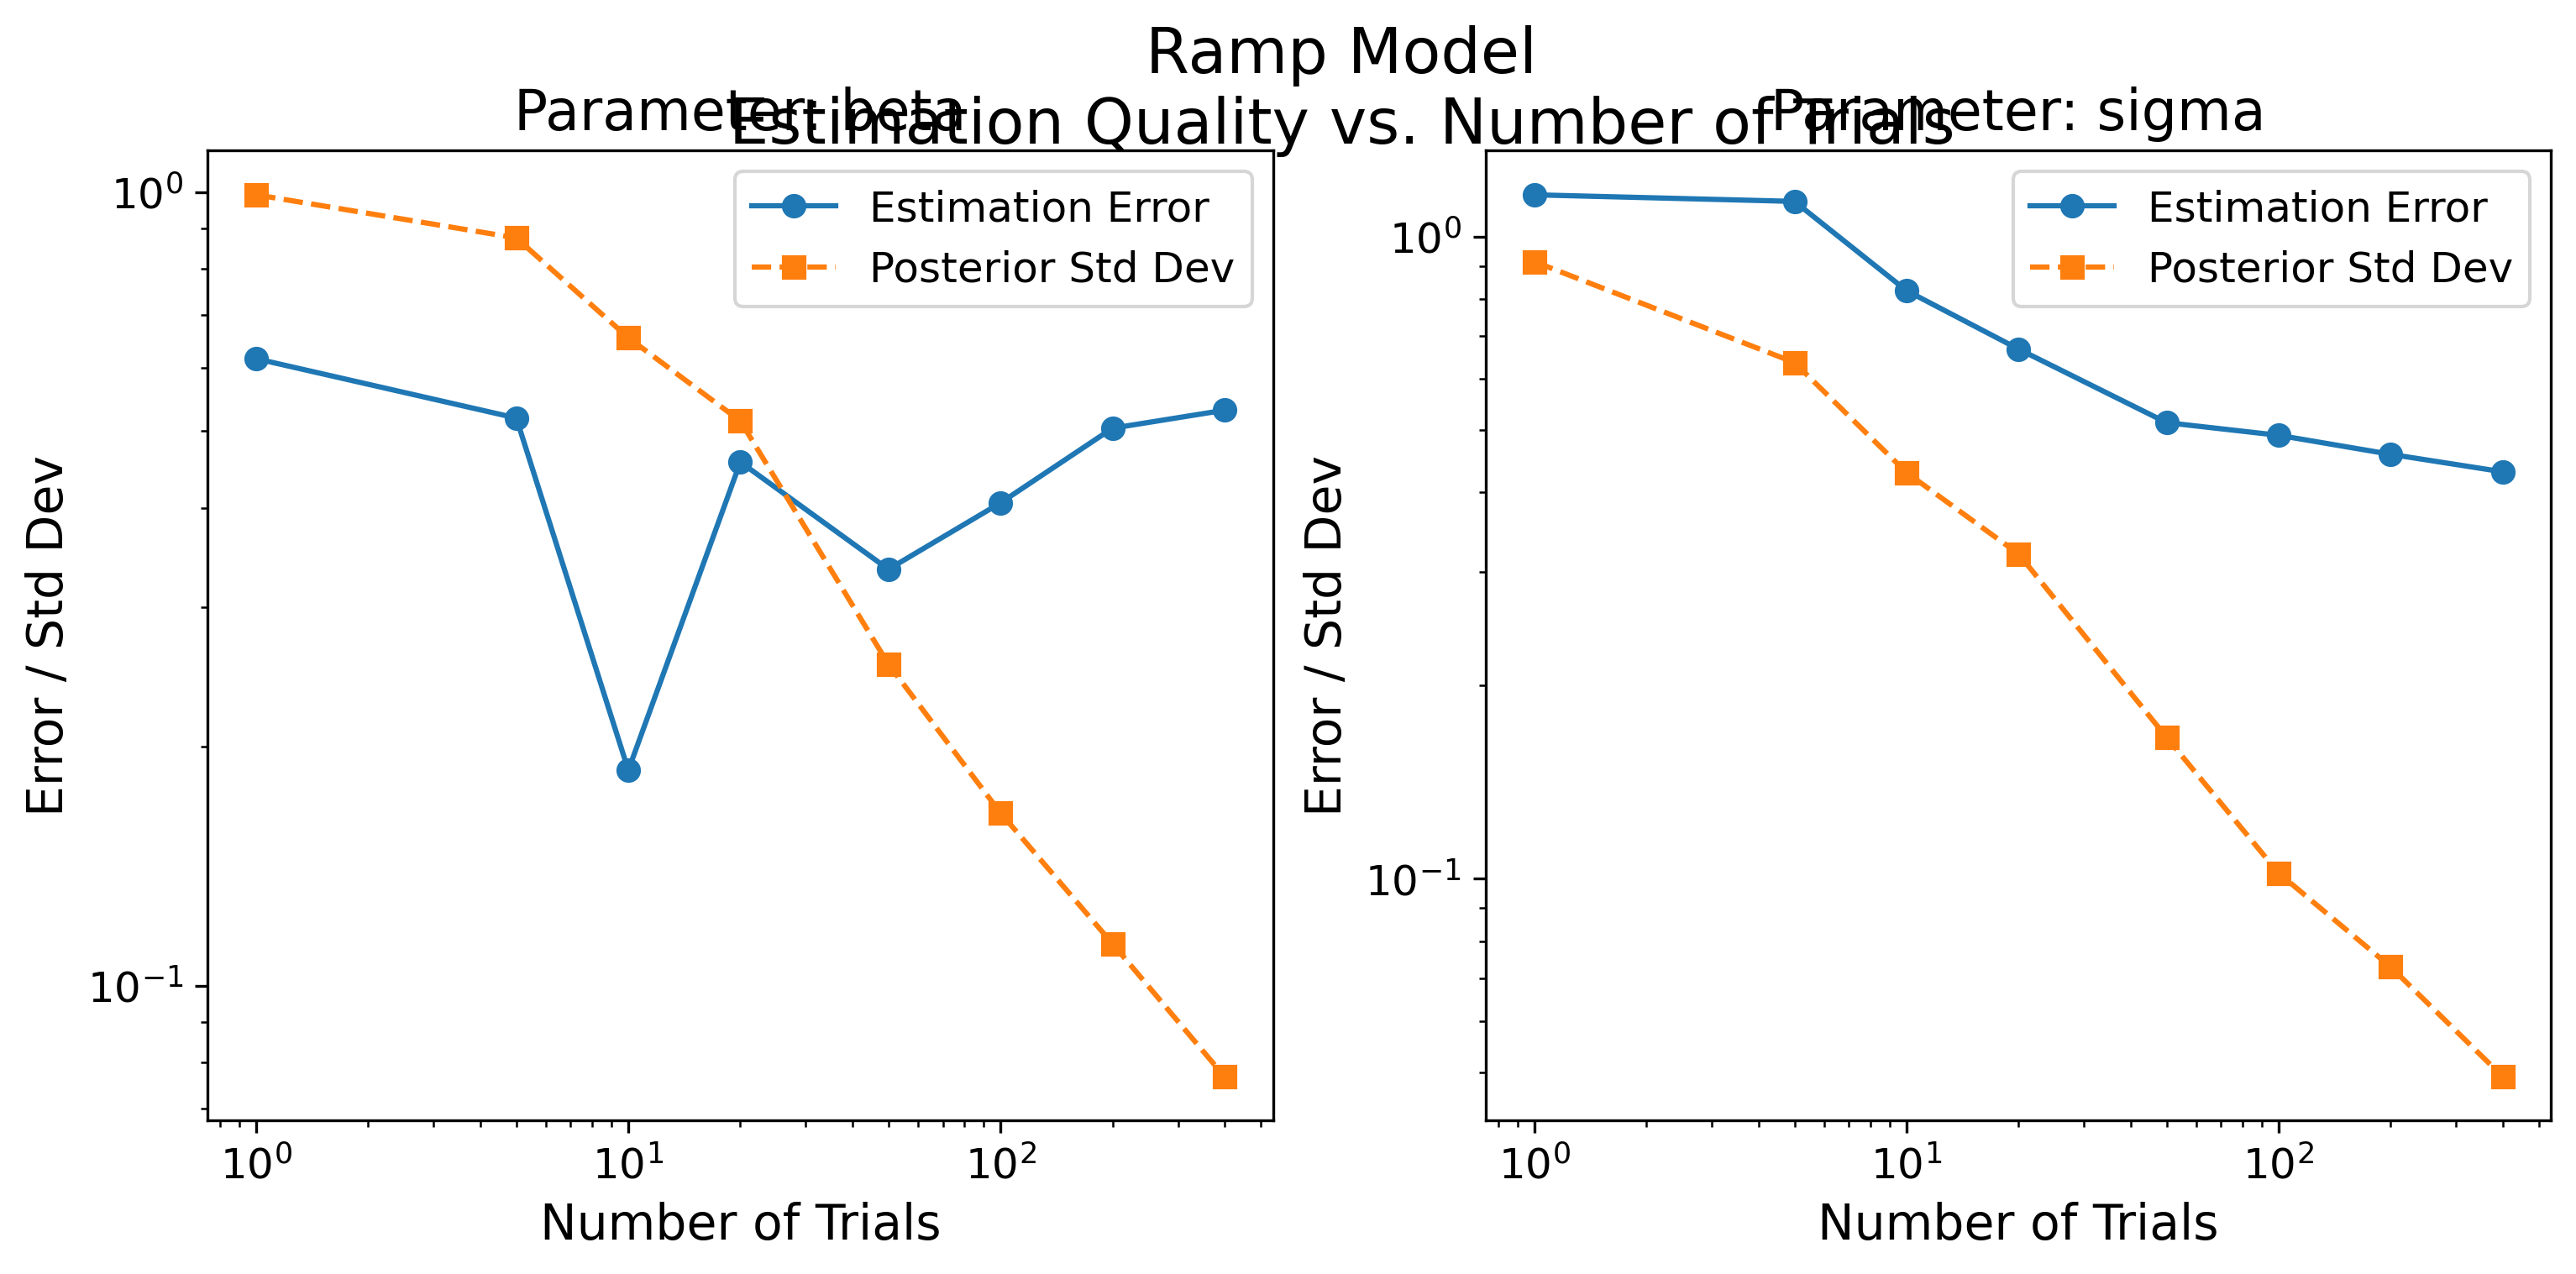 Ramp Model
Estimation Quality vs. Number of Trials
Parameter: beta
10⁰
10⁻¹
Error / Std Dev
Estimation Error
Posterior Std Dev
10⁰
10¹
10²
Number of Trials
Parameter: sigma
10⁰
10⁻¹
Error / Std Dev
Estimation Error
Posterior Std Dev
10⁰
10¹
10²
Number of Trials